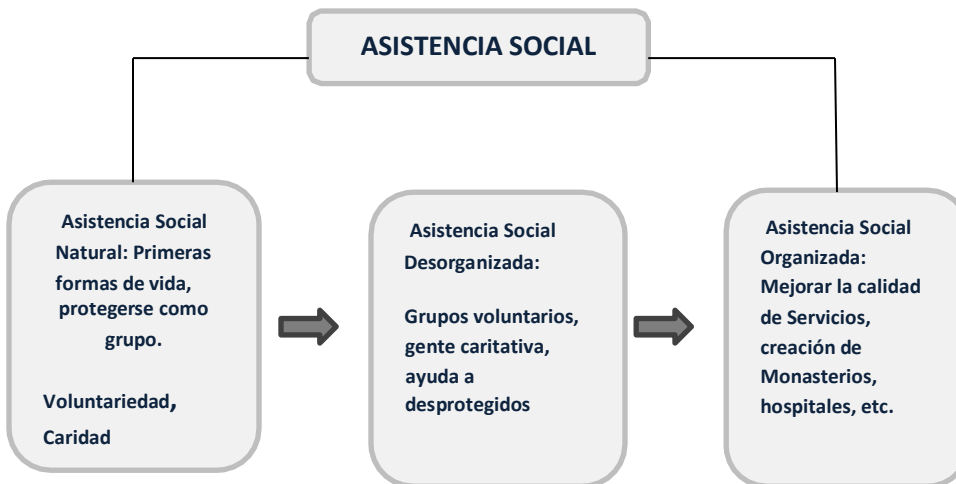 ASISTENCIA SOCIAL
Asistencia Social
Natural: Primeras
formas de vida,
protegerse como
grupo.
Voluntariedad,
Caridad
Asistencia Social
Desorganizada:
Grupos voluntarios,
gente caritativa,
ayuda a
desprotegidos
Asistencia Social
Organizada:
Mejorar la calidad
de Servicios,
creación de
Monasterios,
hospitales, etc.